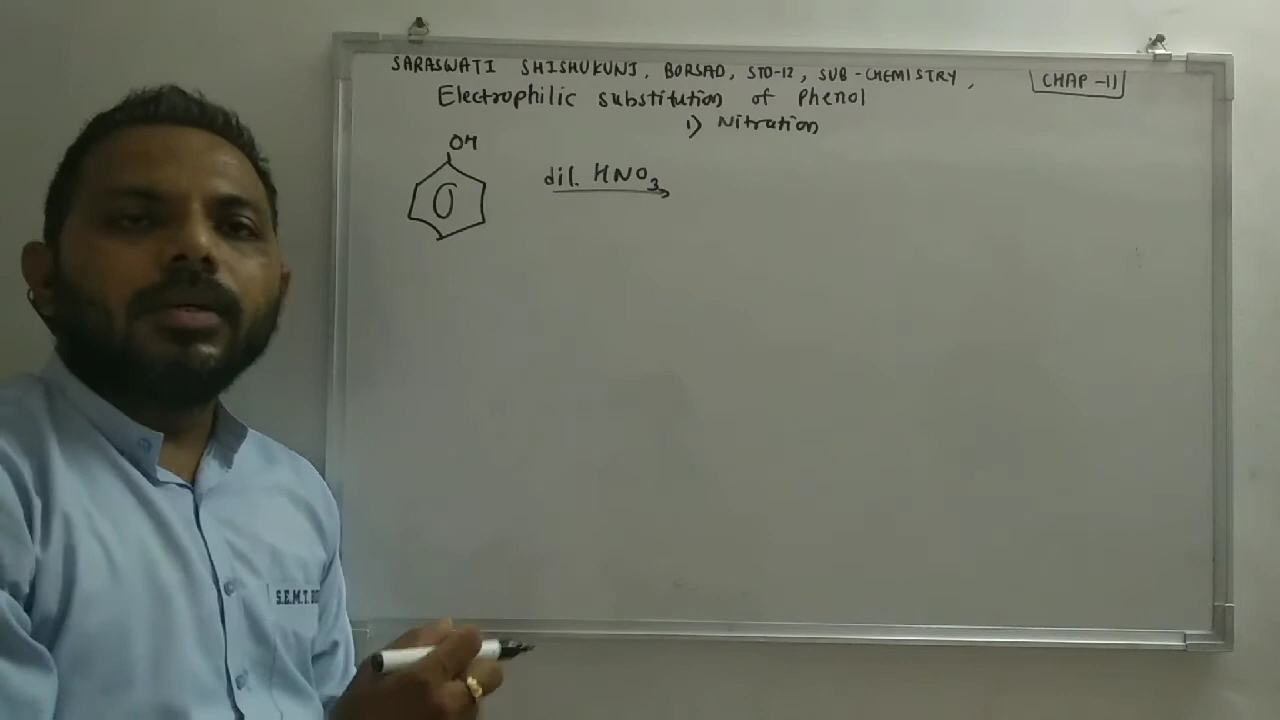 SARASWATI SHISHUKUNJ, BORSAD, STD-12, SUB-CHEMISTRY, CHAP-11
Electrophilic substitution of Phenol
1) Nitration
OH
dil. HNO3
S.E.M.T.